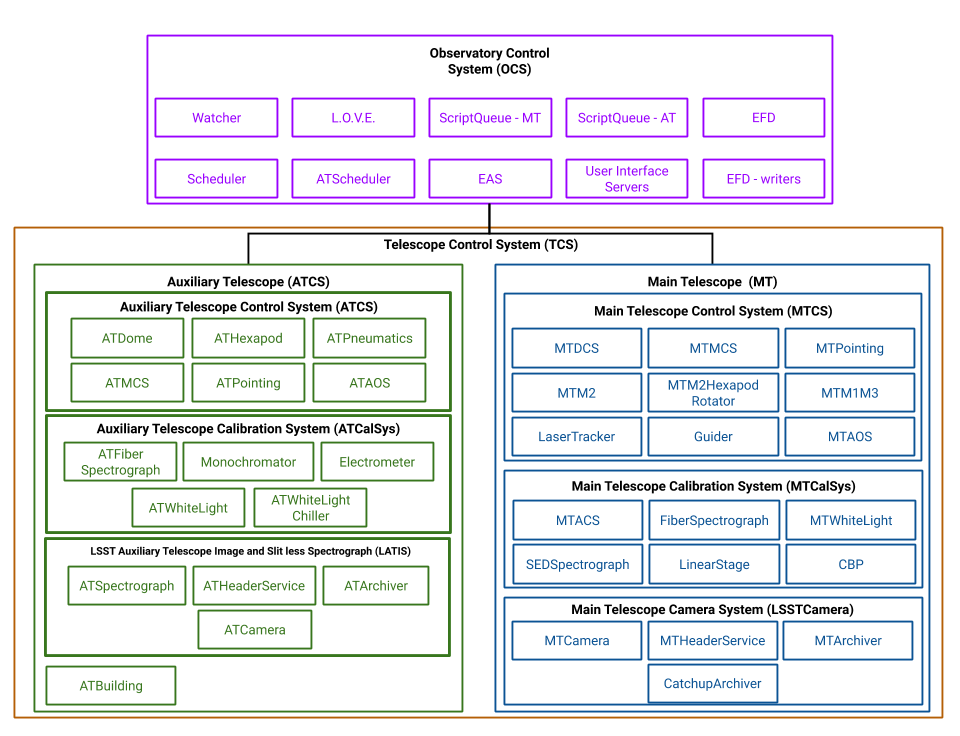 Observatory Control
System (OCS)
Watcher
L.O.V.E.
ScriptQueue - MT
ScriptQueue - AT
EFD
Scheduler
ATScheduler
EAS
User Interface
Servers
EFD - writers
Telescope Control System (TCS)
Auxiliary Telescope (ATCS)
Auxiliary Telescope Control System (ATCS)
ATDome
ATHexapod
ATPneumatics
ATMCS
ATPointing
ATAOS
Auxiliary Telescope Calibration System (ATCalSys)
ATFiber
Spectrograph
Monochromator
Electrometer
ATWhiteLight
ATWhiteLight
Chiller
LSST Auxiliary Telescope Image and Slit less Spectrograph (LATIS)
ATSpectrograph
ATHeaderService
ATArchiver
ATCamera
ATBuilding
Main Telescope (MT)
Main Telescope Control System (MTCS)
MTDCS
MTMCS
MTPointing
MTM2
MTM2Hexapod
Rotator
MTM1M3
LaserTracker
Guider
MTAOS
Main Telescope Calibration System (MTCalSys)
MTACS
FiberSpectrograph
MTWhiteLight
SEDSpectrograph
LinearStage
CBP
Main Telescope Camera System (LSSTCamera)
MTCamera
MTHeaderService
MTArchiver
CatchupArchiver